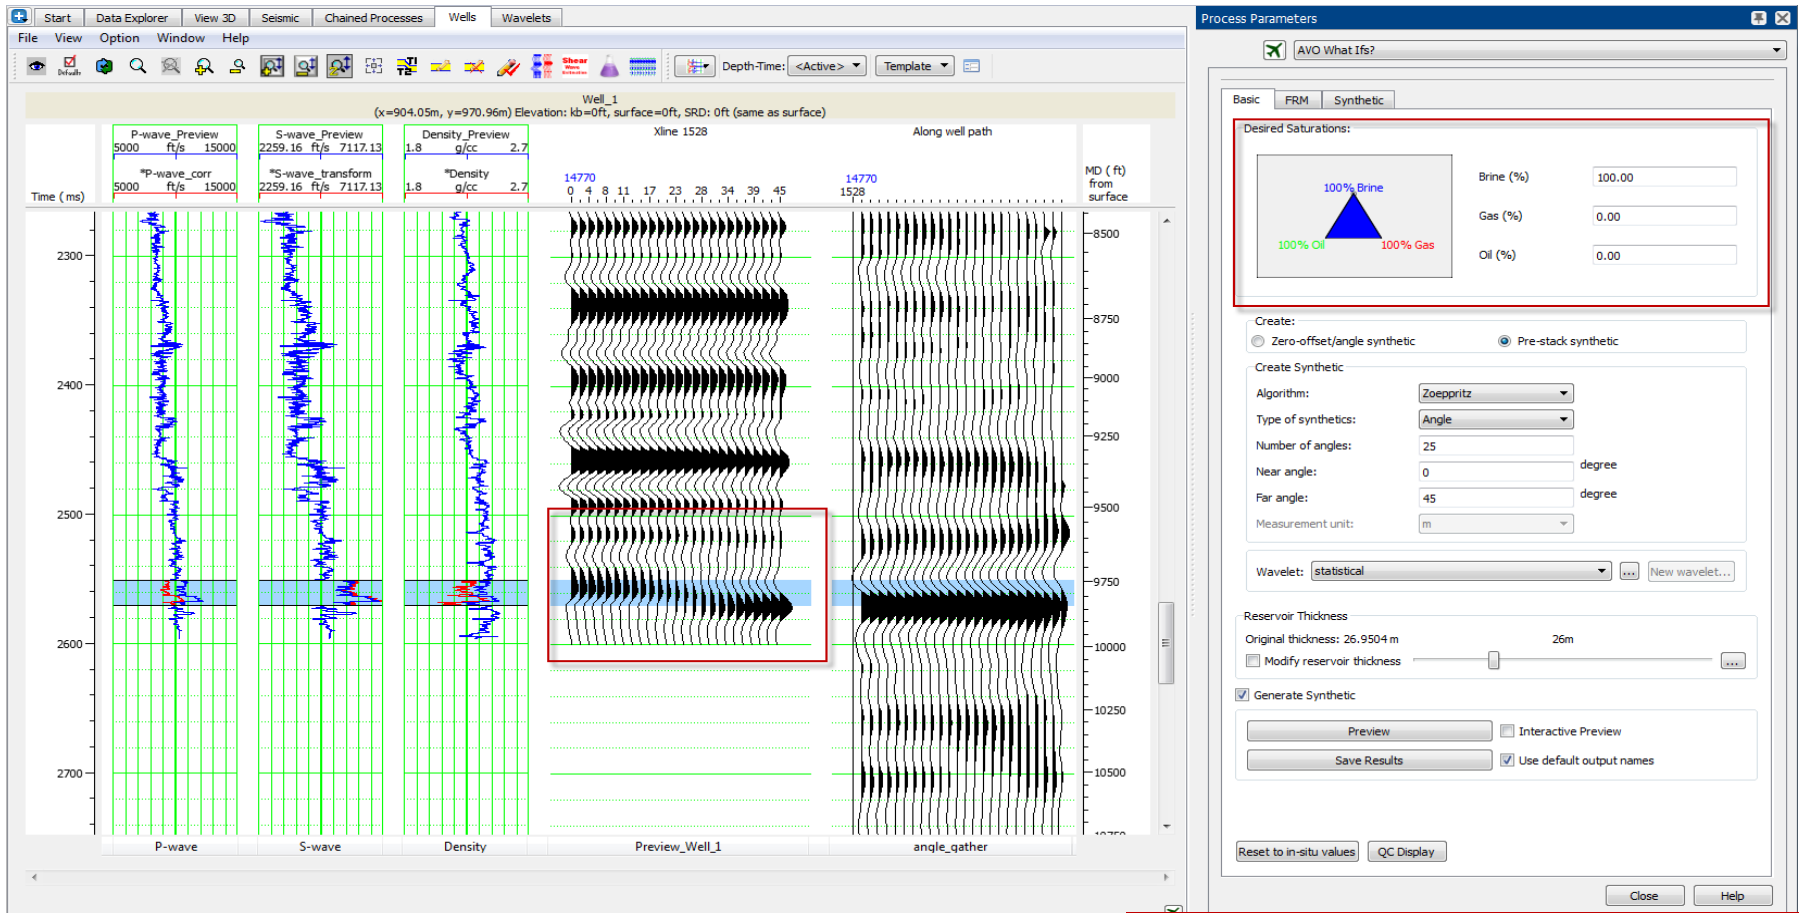 Start Data Explorer View 3D Seismic Chained Processes Wells Wavelets
File View Option Window Help
Defaults T1 T2 Shear Wave Estimation Depth-Time: <Active> Template
Well_1
(x=904.05m, y=970.96m) Elevation: kb=0ft, surface=0ft, SRD: 0ft (same as surface)
P-wave_Preview S-wave_Preview Density_Preview Xline 1528 Along well path
5000 ft/s 15000 2259.16 ft/s 7117.13 1.8 g/cc 2.7
*P-wave_corr *S-wave_transform *Density
5000 ft/s 15000 2259.16 ft/s 7117.13 1.8 g/cc 2.7
14770 14770
0 4 8 11 17 23 28 34 39 45 1528
Time (ms)
MD (ft)
from
surface
2300
2400
2500
2600
2700
8500
8750
9000
9250
9500
9750
10000
10250
10500
10750
P-wave S-wave Density Preview_Well_1 angle_gather
Process Parameters
AVO What Ifs?
Basic FRM Synthetic
Desired Saturations:
100% Brine
100% Oil 100% Gas
Brine (%) 100.00
Gas (%) 0.00
Oil (%) 0.00
Create:
Zero-offset/angle synthetic Pre-stack synthetic
Create Synthetic
Algorithm: Zoeppritz
Type of synthetics: Angle
Number of angles: 25
Near angle: 0 degree
Far angle: 45 degree
Measurement unit: m
Wavelet: statistical ... New wavelet...
Reservoir Thickness
Original thickness: 26.9504 m 26m
Modify reservoir thickness ...
Generate Synthetic
Preview Interactive Preview
Save Results Use default output names
Reset to in-situ values QC Display
Close Help